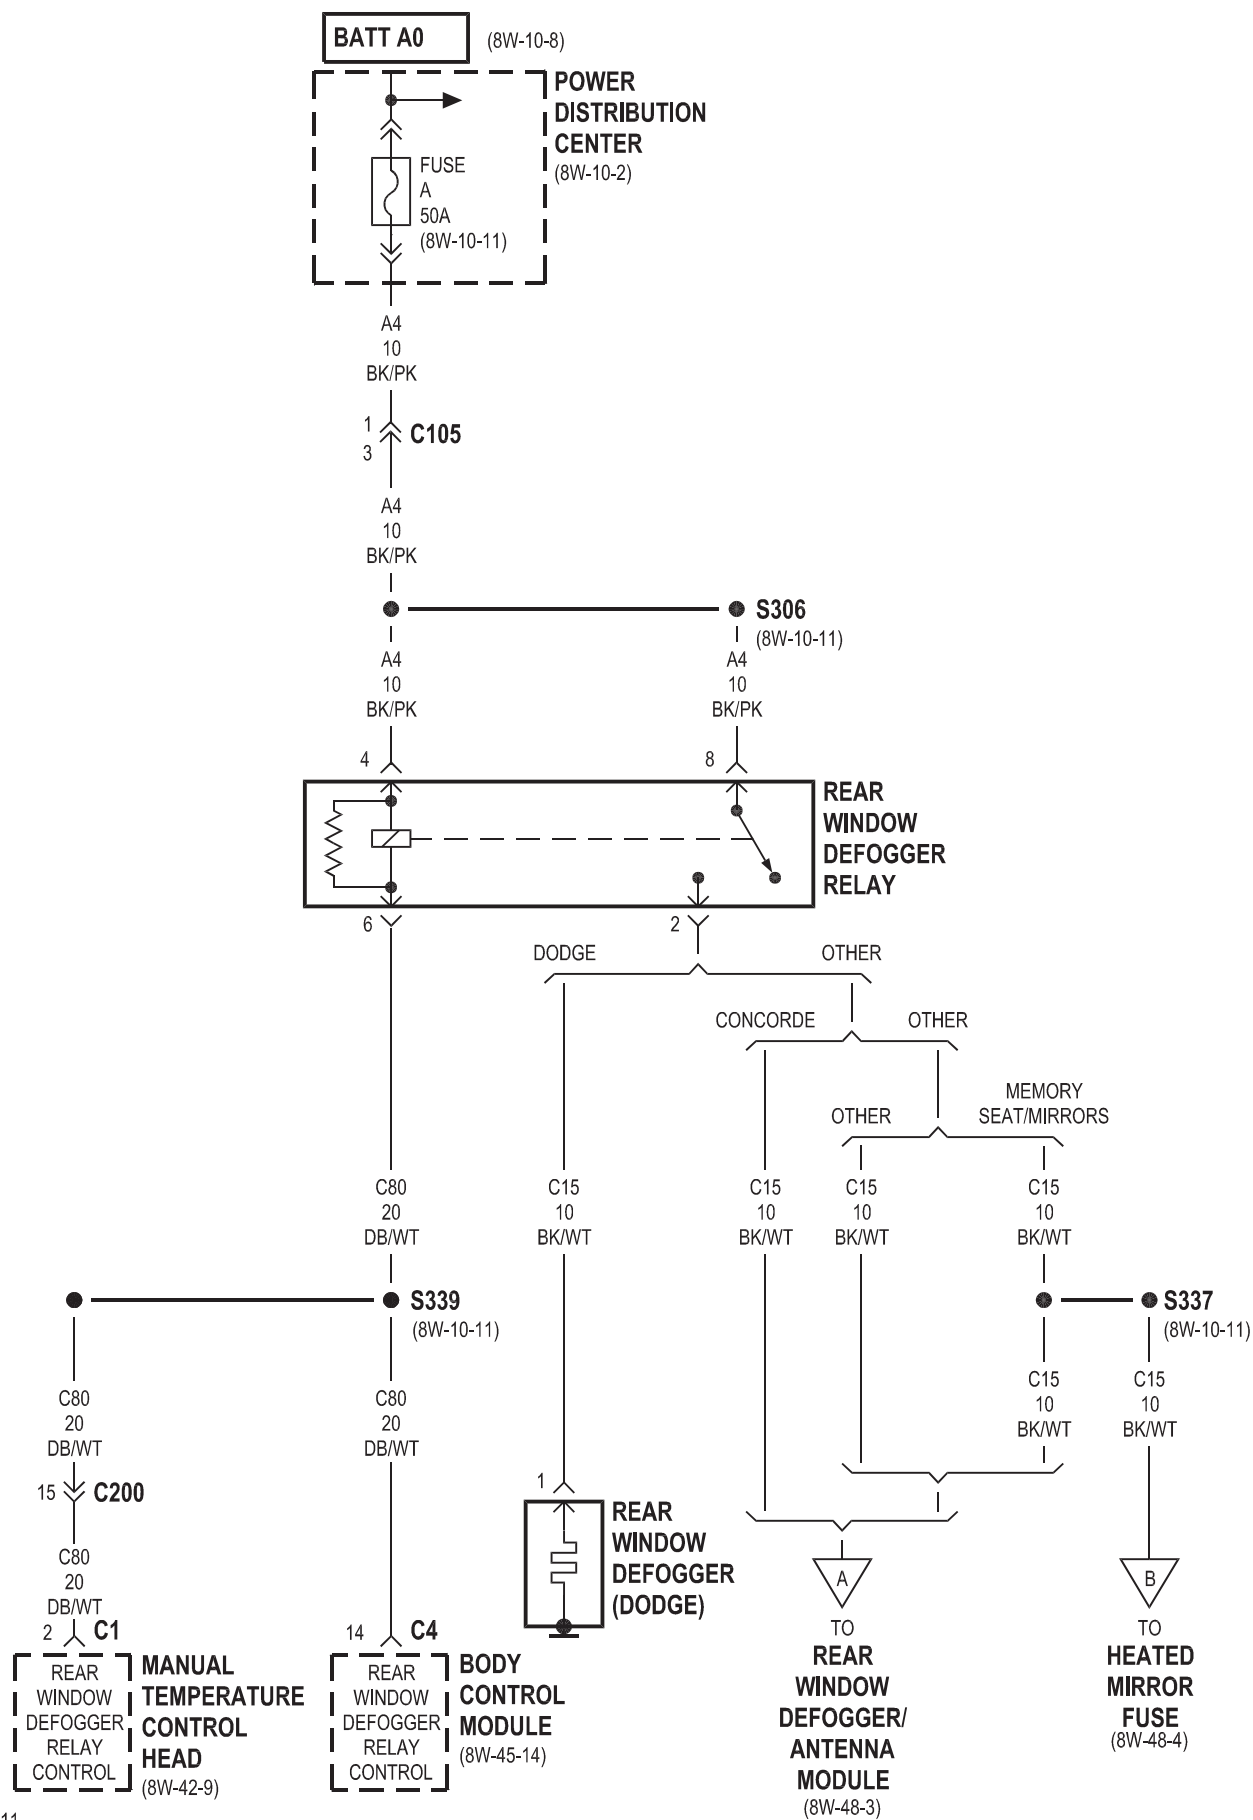 BATT A0
(8W-10-8)
POWER
DISTRIBUTION
CENTER
(8W-10-2)
FUSE
A
50A
(8W-10-11)
A4
10
BK/PK
1
C105
3
A4
10
BK/PK
S306
(8W-10-11)
A4
10
BK/PK
A4
10
BK/PK
4
8
REAR
WINDOW
DEFOGGER
RELAY
6
2
DODGE
OTHER
CONCORDE
OTHER
OTHER
MEMORY
SEAT/MIRRORS
C80
20
DB/WT
C15
10
BK/WT
C15
10
BK/WT
C15
10
BK/WT
C15
10
BK/WT
S339
(8W-10-11)
S337
(8W-10-11)
C80
20
DB/WT
C80
20
DB/WT
C15
10
BK/WT
C15
10
BK/WT
15
C200
1
C80
20
DB/WT
2
C1
14
C4
REAR
WINDOW
DEFOGGER
RELAY
CONTROL
MANUAL
TEMPERATURE
CONTROL
HEAD
(8W-42-9)
REAR
WINDOW
DEFOGGER
RELAY
CONTROL
BODY
CONTROL
MODULE
(8W-45-14)
REAR
WINDOW
DEFOGGER
(DODGE)
A
TO
REAR
WINDOW
DEFOGGER/
ANTENNA
MODULE
(8W-48-3)
B
TO
HEATED
MIRROR
FUSE
(8W-48-4)